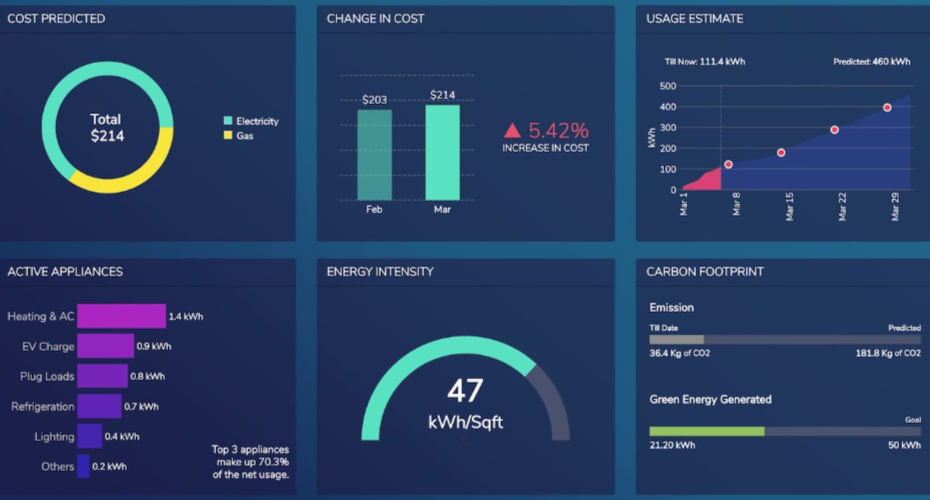 COST PREDICTED
Total
$214
Electricity
Gas
CHANGE IN COST
$203
$214
Feb
Mar
5.42%
INCREASE IN COST
USAGE ESTIMATE
Till Now: 111.4 kWh
Predicted: 460 kWh
500
400
300
200
100
0
kWh
Mar 1
Mar 8
Mar 15
Mar 22
Mar 29
ACTIVE APPLIANCES
Heating & AC
1.4 kWh
EV Charge
0.9 kWh
Plug Loads
0.8 kWh
Refrigeration
0.7 kWh
Lighting
0.4 kWh
Others
0.2 kWh
Top 3 appliances
make up 70.3%
of the net usage.
ENERGY INTENSITY
47
kWh/Sqft
CARBON FOOTPRINT
Emission
Till Date
Predicted
36.4 Kg of CO2
181.8 Kg of CO2
Green Energy Generated
Goal
21.20 kWh
50 kWh